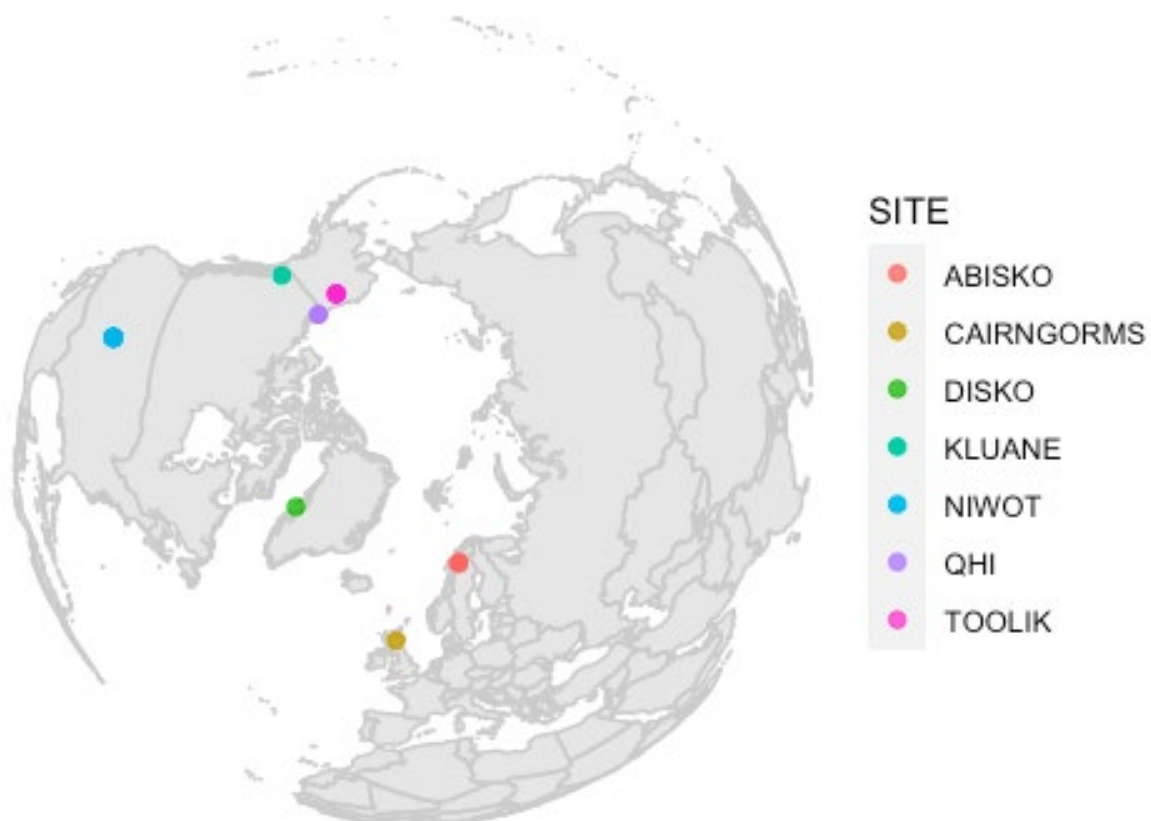 SITE
ABISKO
CAIRNGORMS
DISKO
KLUANE
NIWOT
QHI
TOOLIK